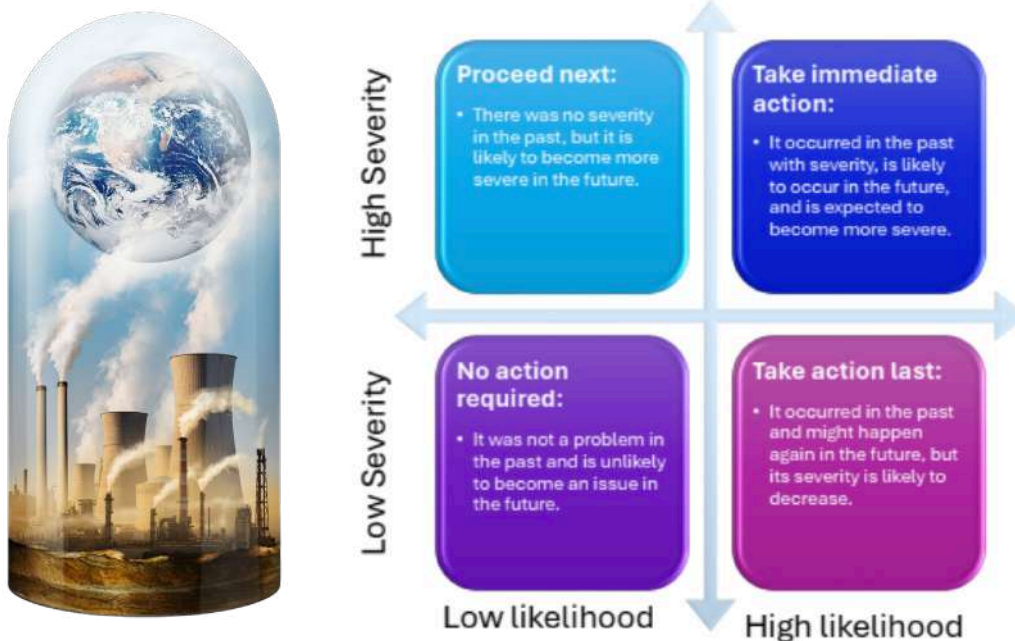 High Severity
Proceed next:
• There was no severity
in the past, but it is
likely to become more
severe in the future.
Take immediate
action:
• It occurred in the past
with severity, is likely
to occur in the future,
and is expected to
become more severe.
Low Severity
No action
required:
• It was not a problem in
the past and is unlikely
to become an issue in
the future.
Take action last:
• It occurred in the past
and might happen
again in the future, but
its severity is likely to
decrease.
Low likelihood
High likelihood